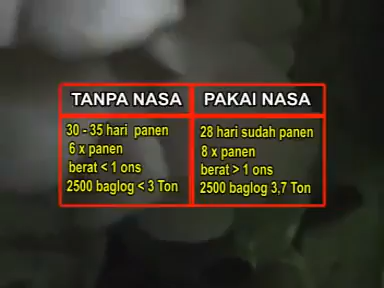 TANPA NASA
30 - 35 hari panen
6 x panen
berat < 1 ons
2500 baglog < 3 Ton
PAKAI NASA
28 hari sudah panen
8 x panen
berat > 1 ons
2500 baglog 3,7 Ton